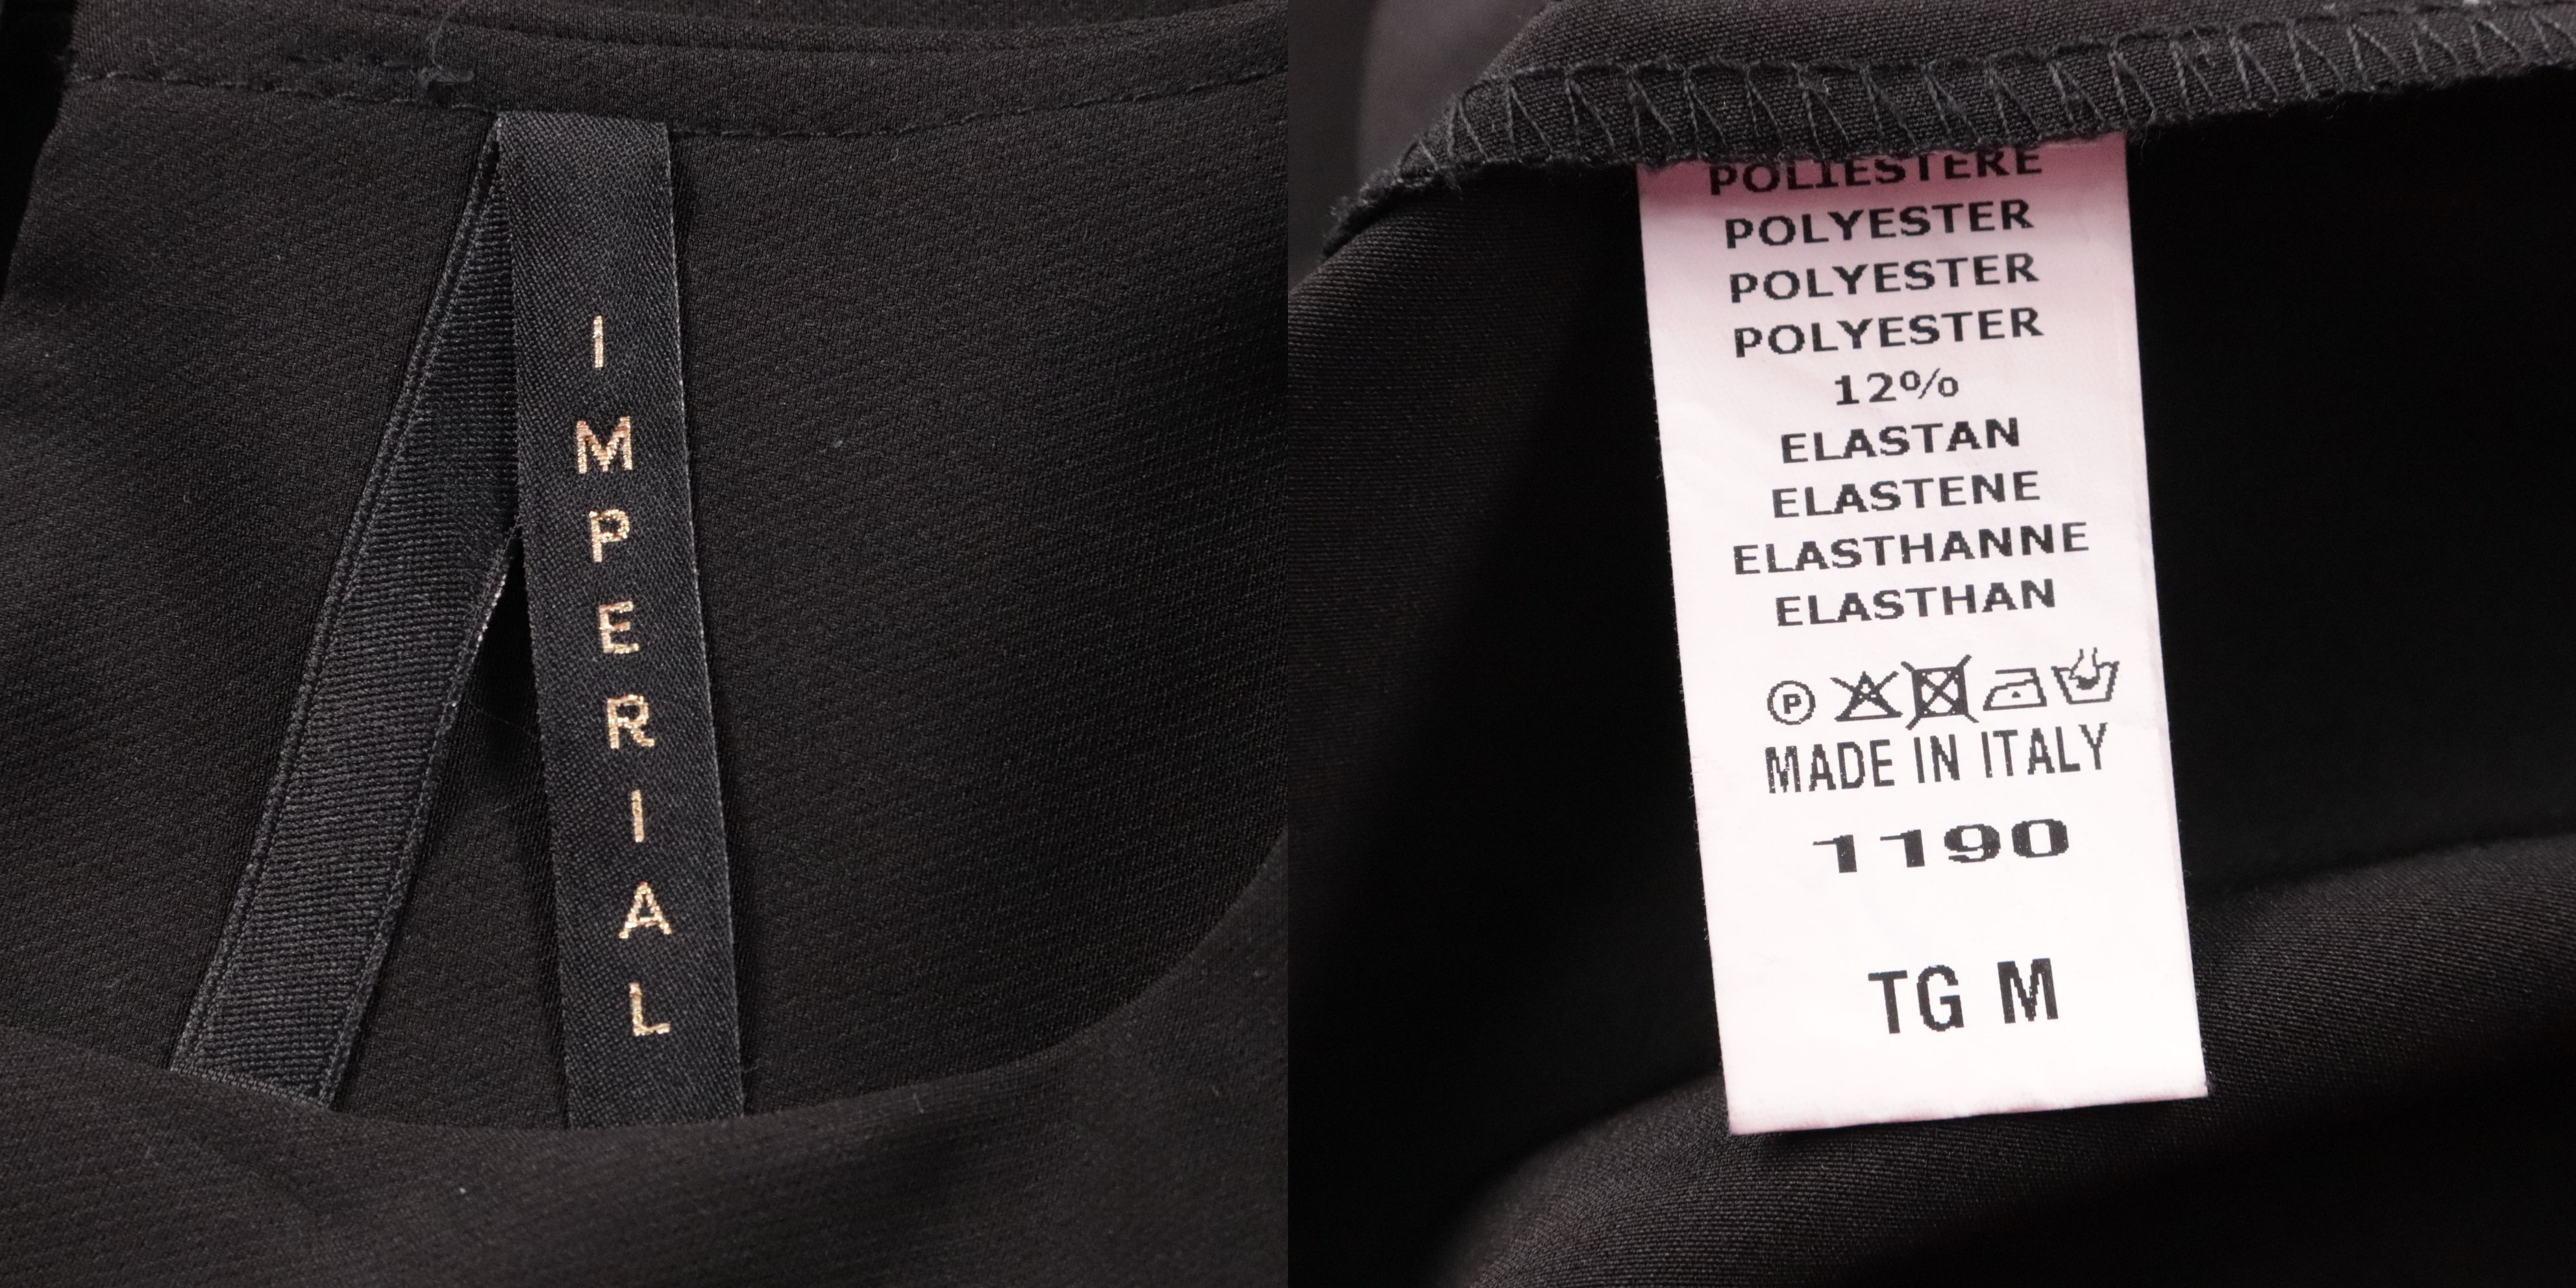 IMPERIAL
POLIESTERE
POLYESTER
POLYESTER
POLYESTER
12%
ELASTAN
ELASTENE
ELASTHANNE
ELASTHAN
P
MADE IN ITALY
1190
TG M